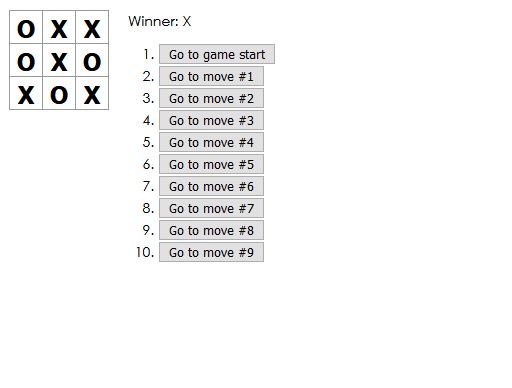 O X X
O X O
X O X
Winner: X
1. Go to game start
2. Go to move #1
3. Go to move #2
4. Go to move #3
5. Go to move #4
6. Go to move #5
7. Go to move #6
8. Go to move #7
9. Go to move #8
10. Go to move #9